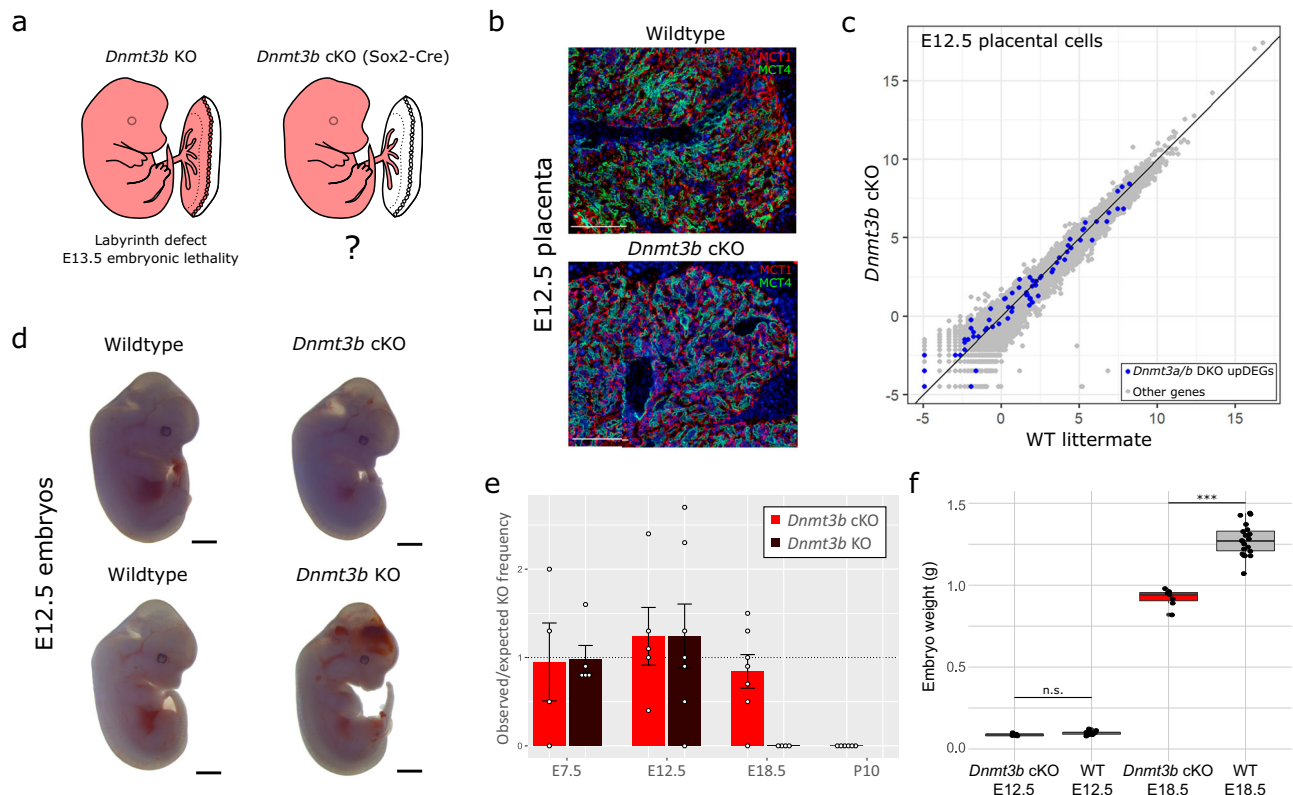 a
Dnmt3b KO
Dnmt3b cKO (Sox2-Cre)
Labyrinth defect
E13.5 embryonic lethality
?
b
E12.5 placenta
Wildtype
MCT1
MCT4
Dnmt3b cKO
MCT1
MCT4
c
E12.5 placental cells
Dnmt3b cKO
15
10
5
0
-5
-5
0
5
10
15
WT littermate
Dnmt3a/b DKO upDEGs
Other genes
d
E12.5 embryos
Wildtype
Dnmt3b cKO
Wildtype
Dnmt3b KO
e
Observed/expected KO frequency
2
1
0
Dnmt3b cKO
Dnmt3b KO
E7.5
E12.5
E18.5
P10
f
Embryo weight (g)
1.5
1.0
0.5
0.0
n.s.
***
Dnmt3b cKO
E12.5
WT
E12.5
Dnmt3b cKO
E18.5
WT
E18.5